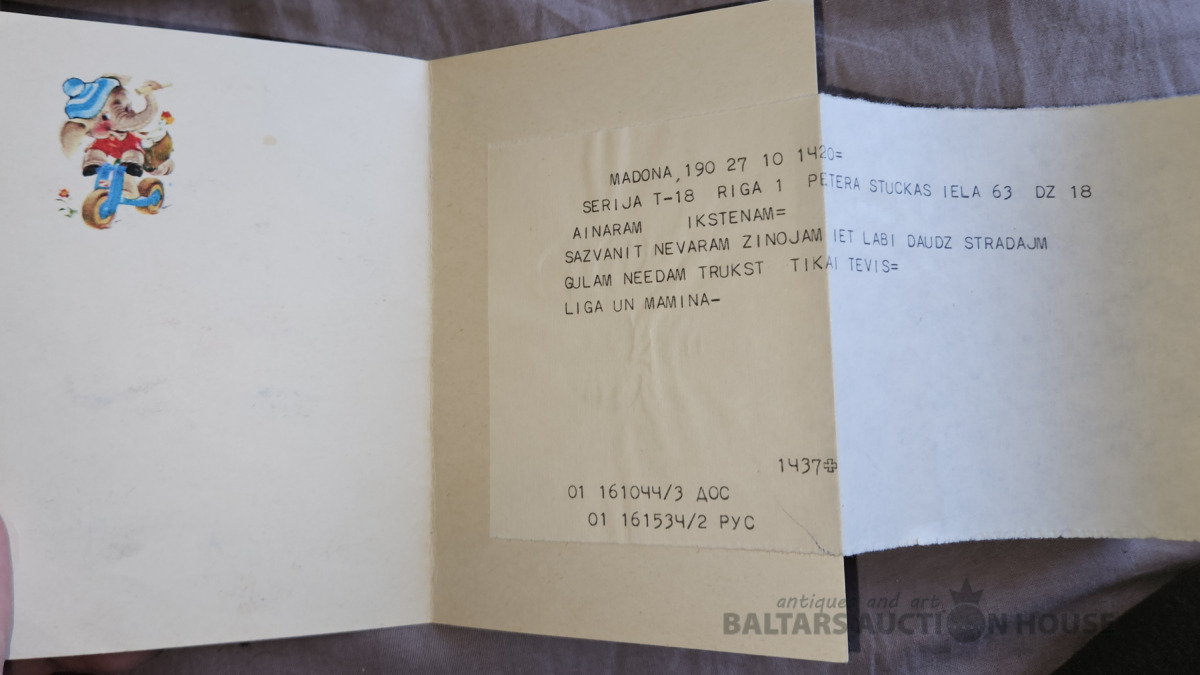 MADONA,190 27 10 1420=
SERIJA T-18 RIGA 1 PETERA STUCKAS IELA 63 DZ 18
AINARAM IKSTENAM=
SAZVANIT NEVARAM ZINOJAM IET LABI DAUDZ STRADAJM
GULAM NEEDAM TRUKST TIKAI TEVIS=
LIGA UN MAMINA-
1437✠
01 161044/3 ДОС
01 161534/2 РУС
antiques and art
BALTARS AUCTION HOUSE